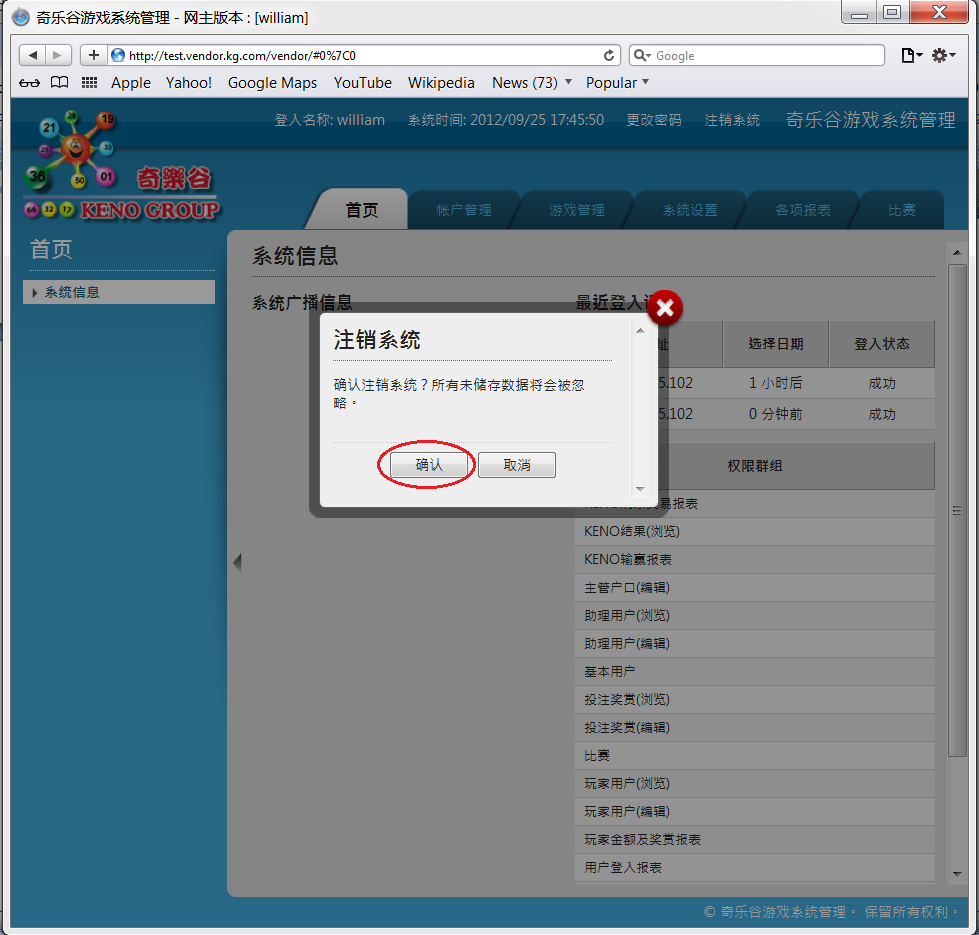 奇乐谷游戏系统管理 - 网主版本 : [william]
http://test.vendor.kg.com/vendor/#0%7C0
Google
Apple Yahoo! Google Maps YouTube Wikipedia News (73) Popular
登入名称: william 系统时间: 2012/09/25 17:45:50 更改密码 注销系统 奇乐谷游戏系统管理
21
19
33
36
50
01
奇樂谷
66 32 17 KENO GROUP
首页 帐户管理 游戏管理 系统设置 各项报表 比赛
首页
系统信息
系统信息
系统广播信息
最近登入
址 选择日期 登入状态
5.102 1 小时后 成功
5.102 0 分钟前 成功
注销系统
确认注销系统？所有未储存数据将会被忽
略。
确认 取消
权限群组
易报表
KENO结果(浏览)
KENO输赢报表
主管户口(编辑)
助理用户(浏览)
助理用户(编辑)
基本用户
投注奖赏(浏览)
投注奖赏(编辑)
比赛
玩家用户(浏览)
玩家用户(编辑)
玩家金额及奖赏报表
用户登入报表
© 奇乐谷游戏系统管理。 保留所有权利。